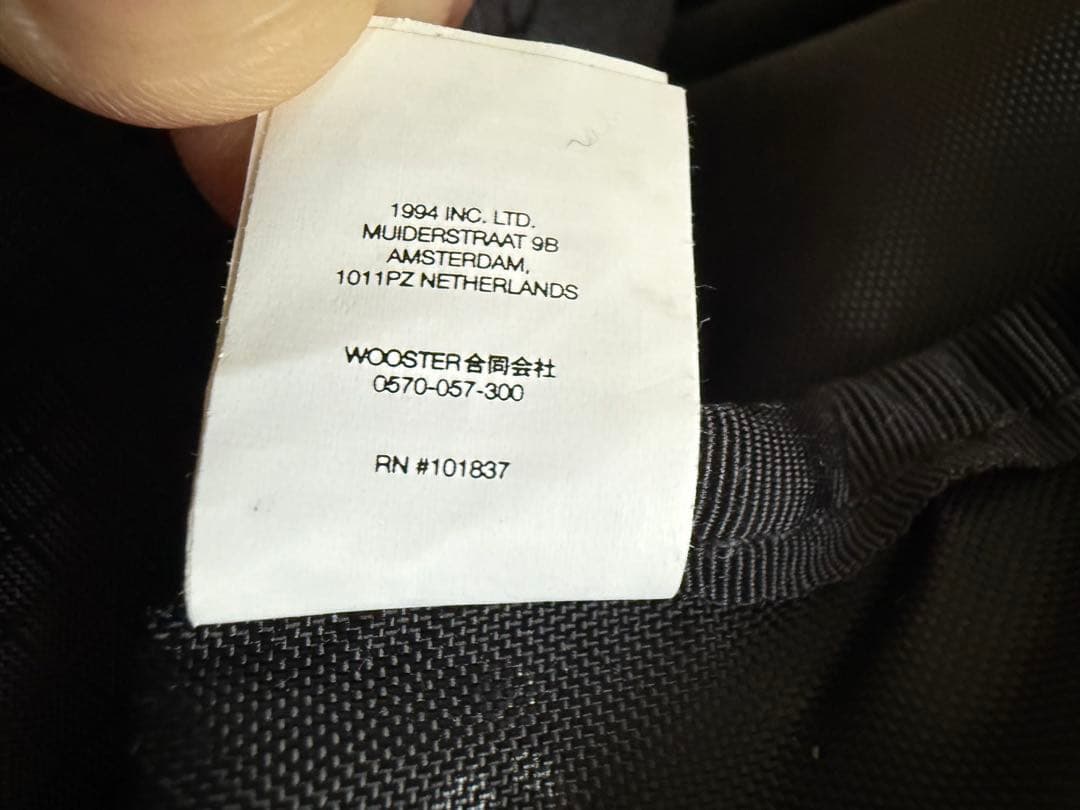 1994 INC. LTD.
MUIDERSTRAAT 9B
AMSTERDAM,
1011PZ NETHERLANDS
WOOSTER合同会社
0570-057-300
RN #101837